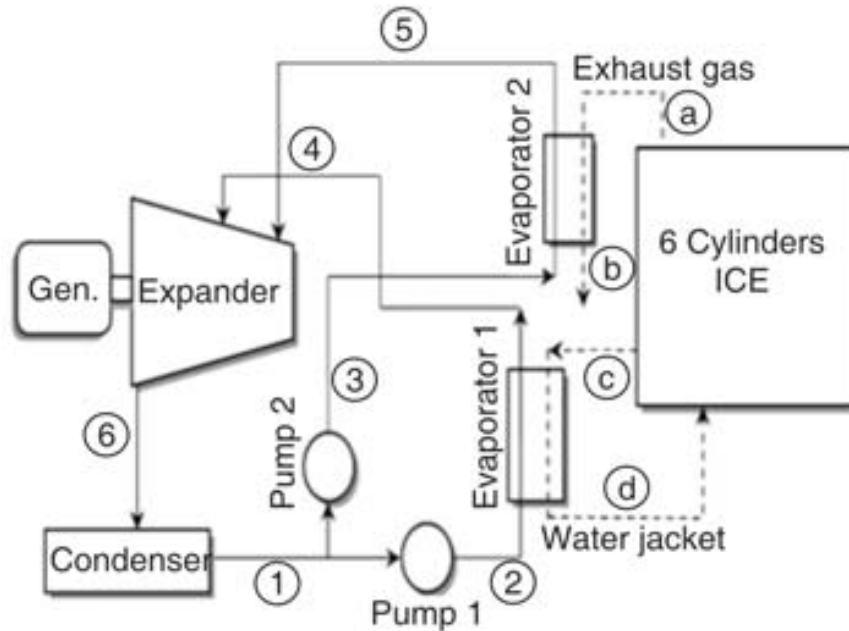 5
Exhaust gas
a
Evaporator 2
4
6 Cylinders
ICE
b
Gen.
Expander
Evaporator 1
c
3
Pump 2
6
d
Water jacket
Condenser
1
2
Pump 1